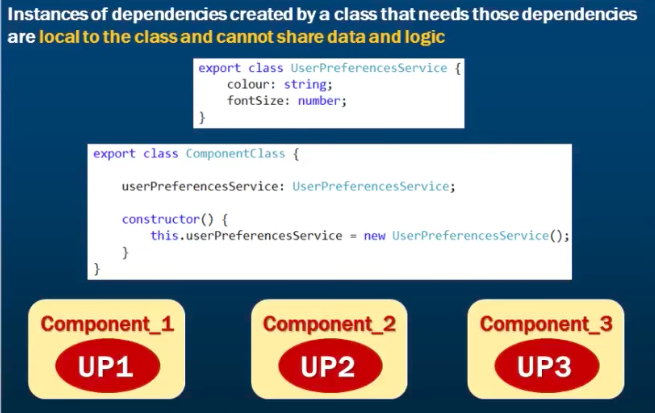 Instances of dependencies created by a class that needs those dependencies
are local to the class and cannot share data and logic
export class UserPreferencesService {
    colour: string;
    fontSize: number;
}
export class ComponentClass {
    userPreferencesService: UserPreferencesService;
    constructor() {
        this.userPreferencesService = new UserPreferencesService();
    }
}
Component_1
UP1
Component_2
UP2
Component_3
UP3